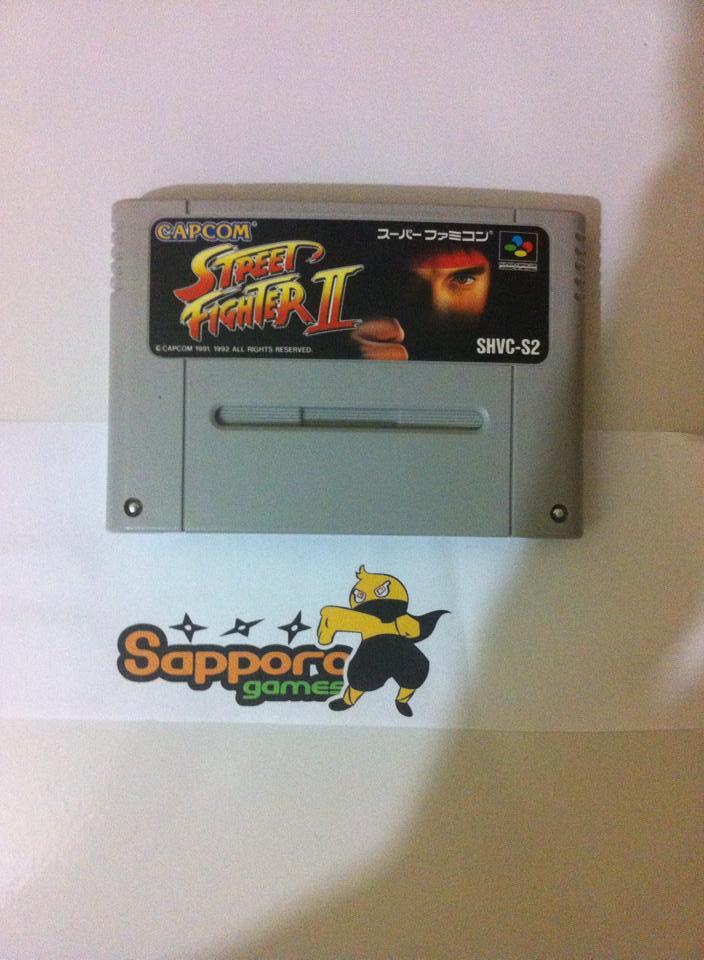 CAPCOM®
スーパーファミコン®
STREET
FIGHTER II
© CAPCOM 1991, 1992 ALL RIGHTS RESERVED.
SHVC-S2
Sapporo
games